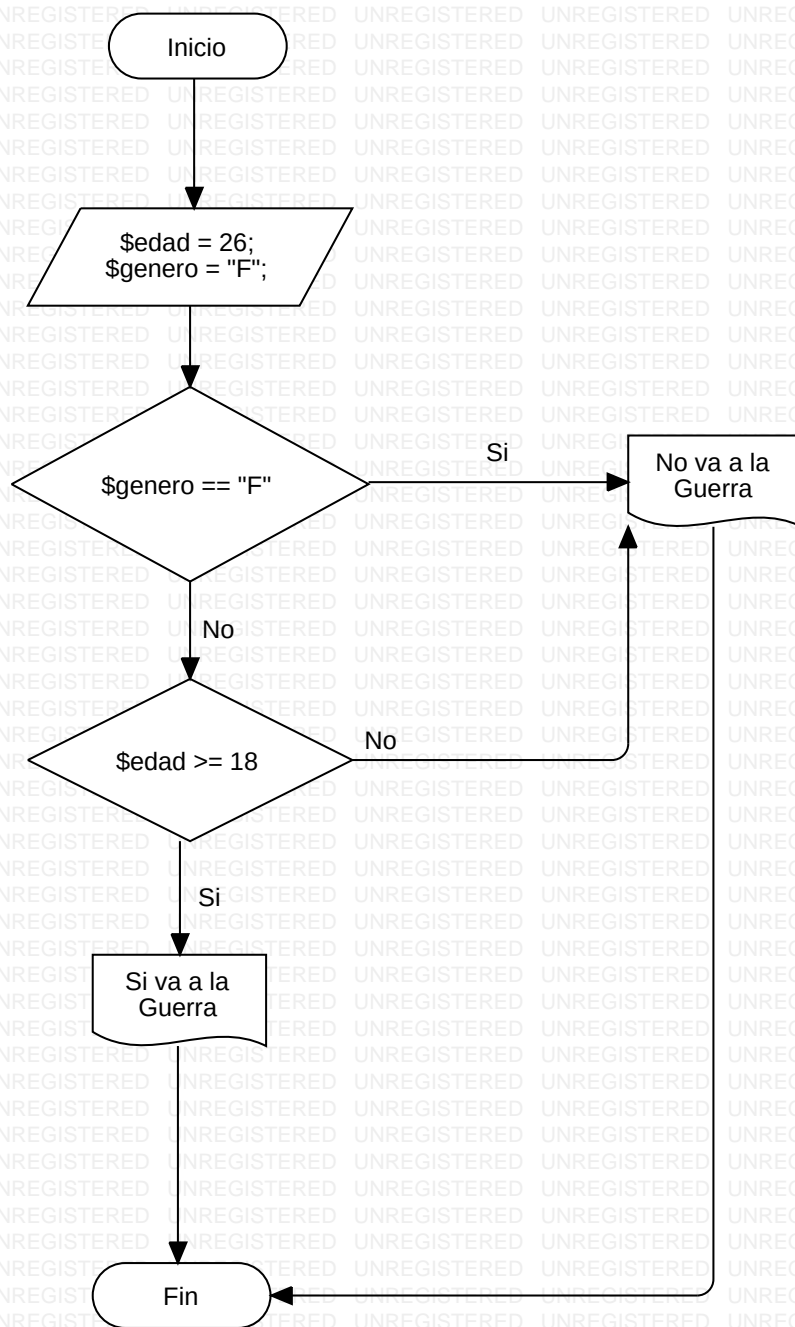 Inicio
$edad = 26;
$genero = "F";
$genero == "F"
Si
No va a la
Guerra
No
$edad >= 18
No
Si
Si va a la
Guerra
Fin
UNREGISTERED